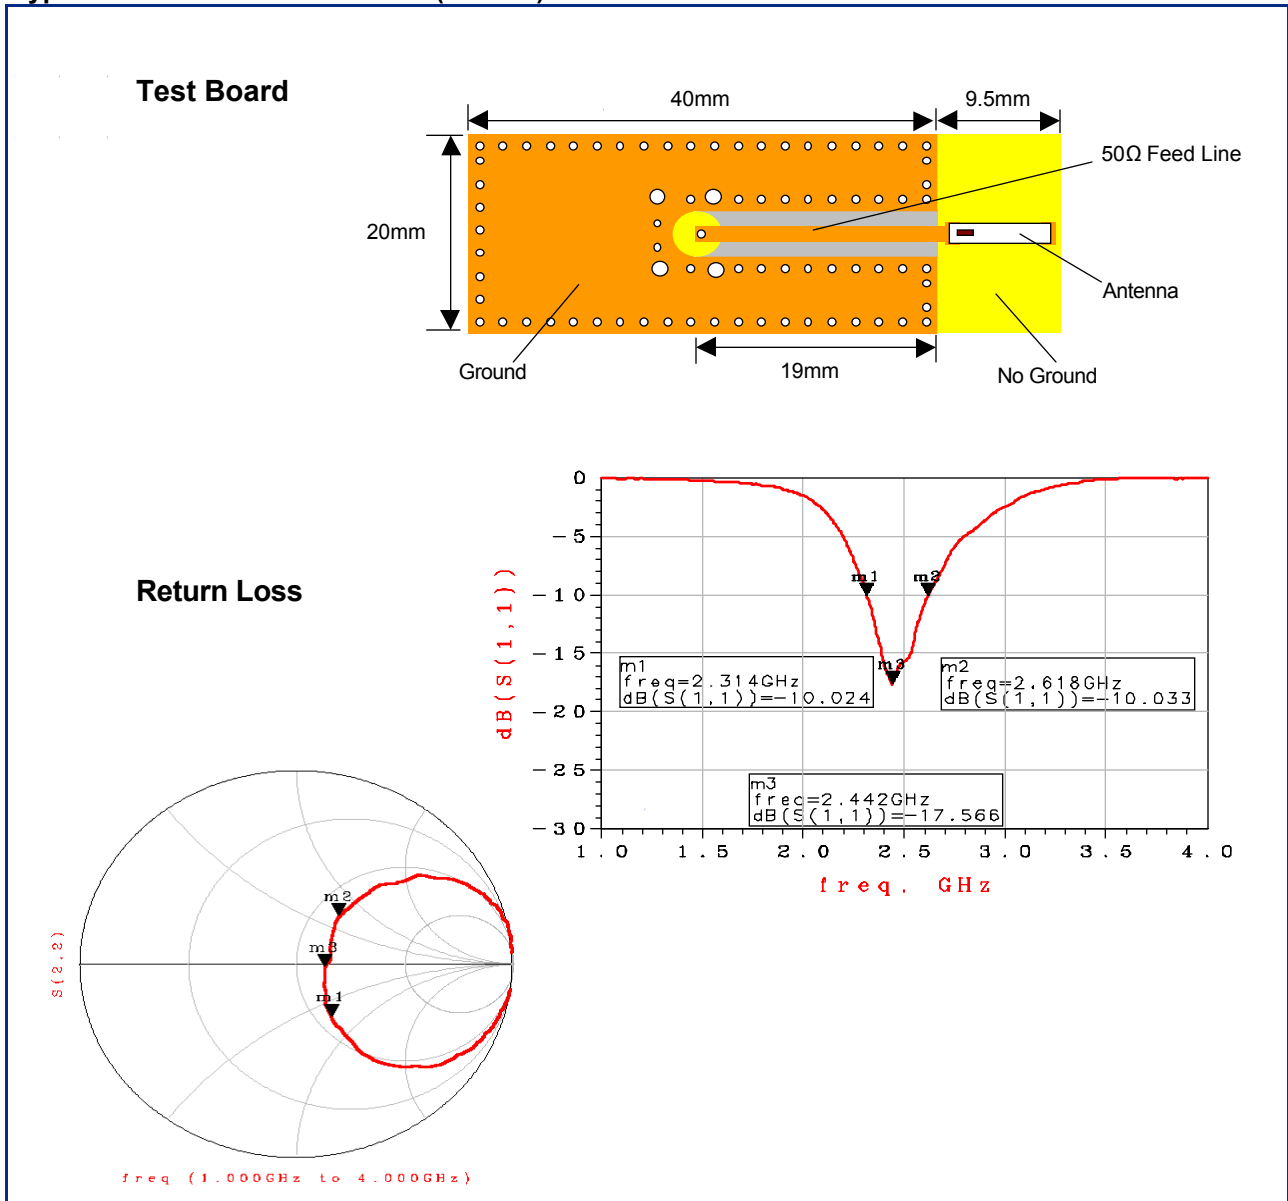 Test Board
40mm
9.5mm
50Ω Feed Line
20mm
Antenna
Ground
19mm
No Ground
Return Loss
0
-5
-10
-15
-20
-25
-30
dB(S(1,1))
m1
m2
m3
m1
freq=2.314GHz
dB(S(1,1))=-10.024
m2
freq=2.618GHz
dB(S(1,1))=-10.033
m3
freq=2.442GHz
dB(S(1,1))=-17.566
1.0 1.5 2.0 2.5 3.0 3.5 4.0
freq, GHz
m2
m3
m1
S(2,2)
freq (1.000GHz to 4.000GHz)